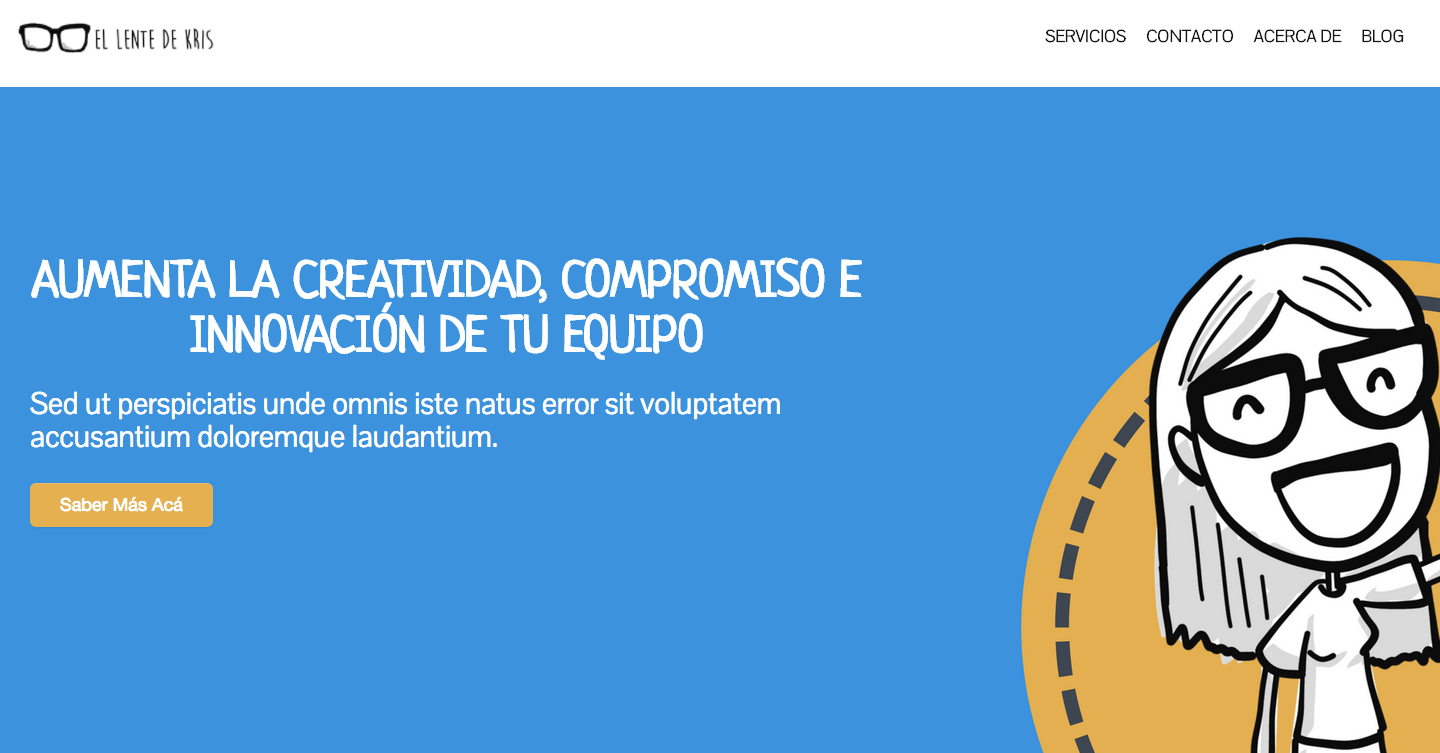 EL LENTE DE KRIS
SERVICIOS CONTACTO ACERCA DE BLOG
AUMENTA LA CREATIVIDAD, COMPROMISO E
INNOVACIÓN DE TU EQUIPO
Sed ut perspiciatis unde omnis iste natus error sit voluptatem
accusantium doloremque laudantium.
Saber Más Acá